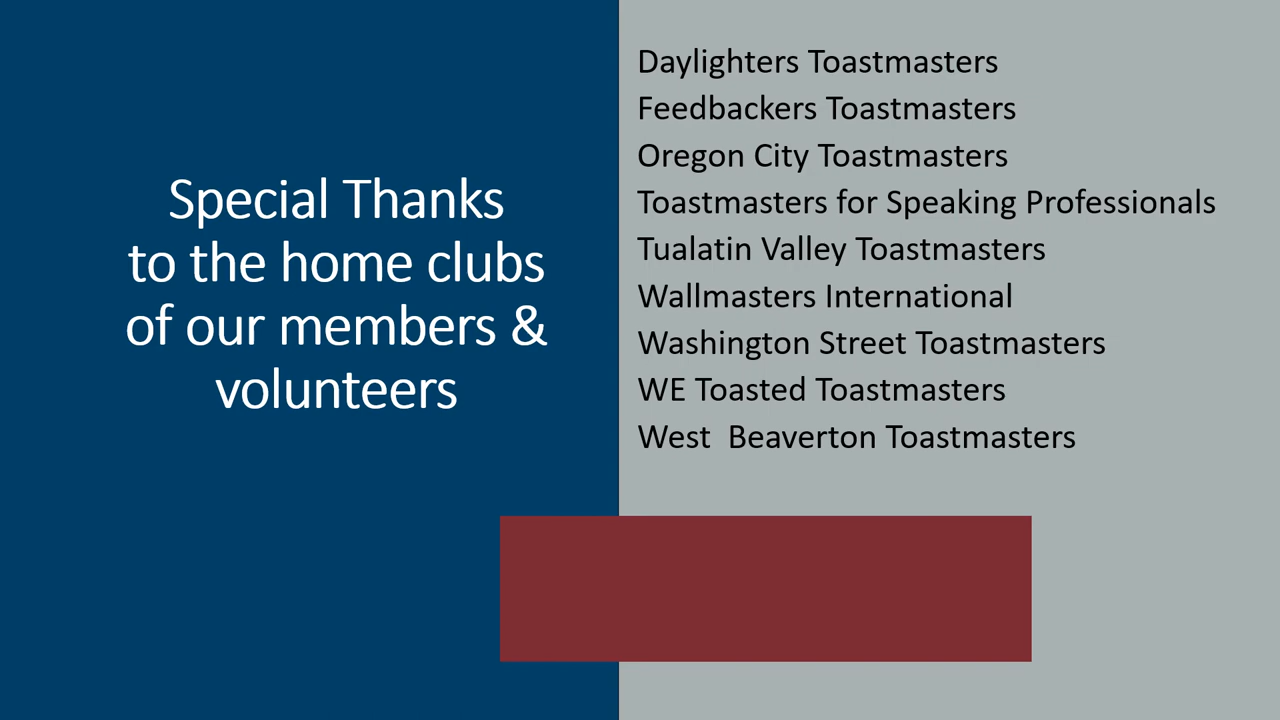 Special Thanks
to the home clubs
of our members &
volunteers
Daylighters Toastmasters
Feedbackers Toastmasters
Oregon City Toastmasters
Toastmasters for Speaking Professionals
Tualatin Valley Toastmasters
Wallmasters International
Washington Street Toastmasters
WE Toasted Toastmasters
West  Beaverton Toastmasters